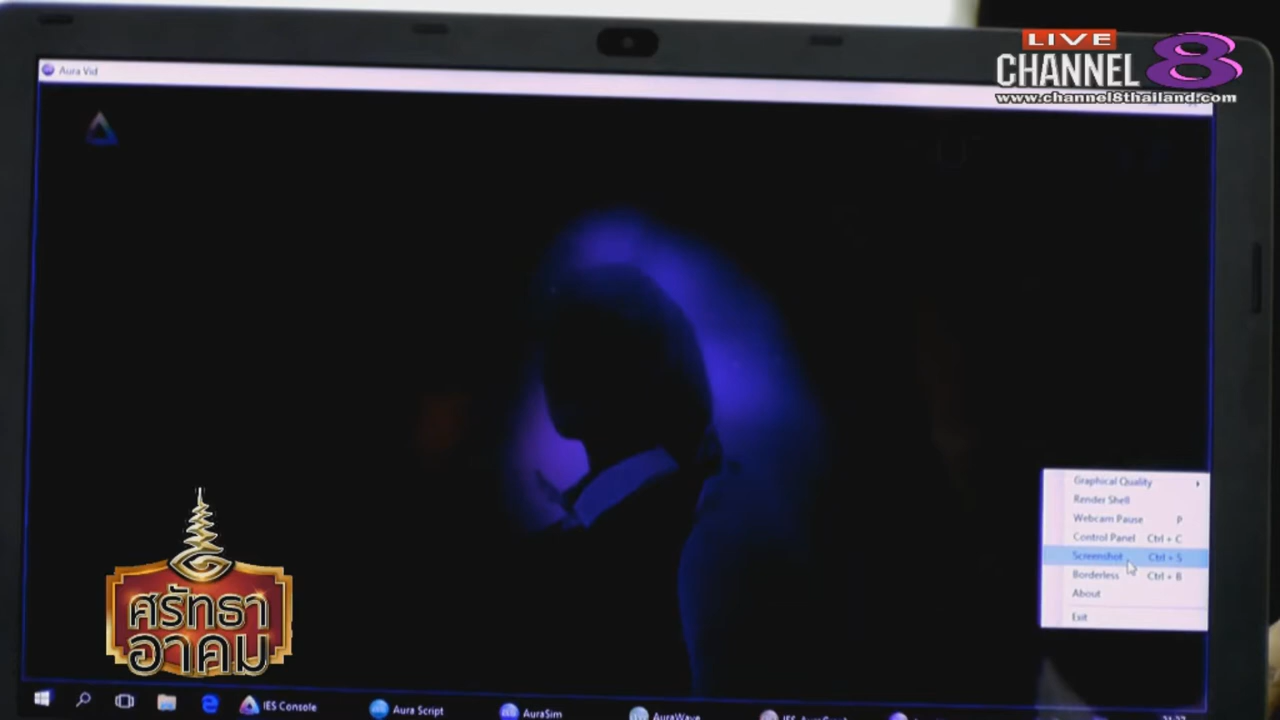 LIVE
CHANNEL 8
www.channel8thailand.com
Aura Vid
Graphical Quality
Render Shell
Webcam Pause P
Control Panel Ctrl + C
Screenshot Ctrl + S
Borderless Ctrl + B
About
Exit
ศรัทธา
อาคม
IES Console
Aura Script
AuraSim
AuraWave